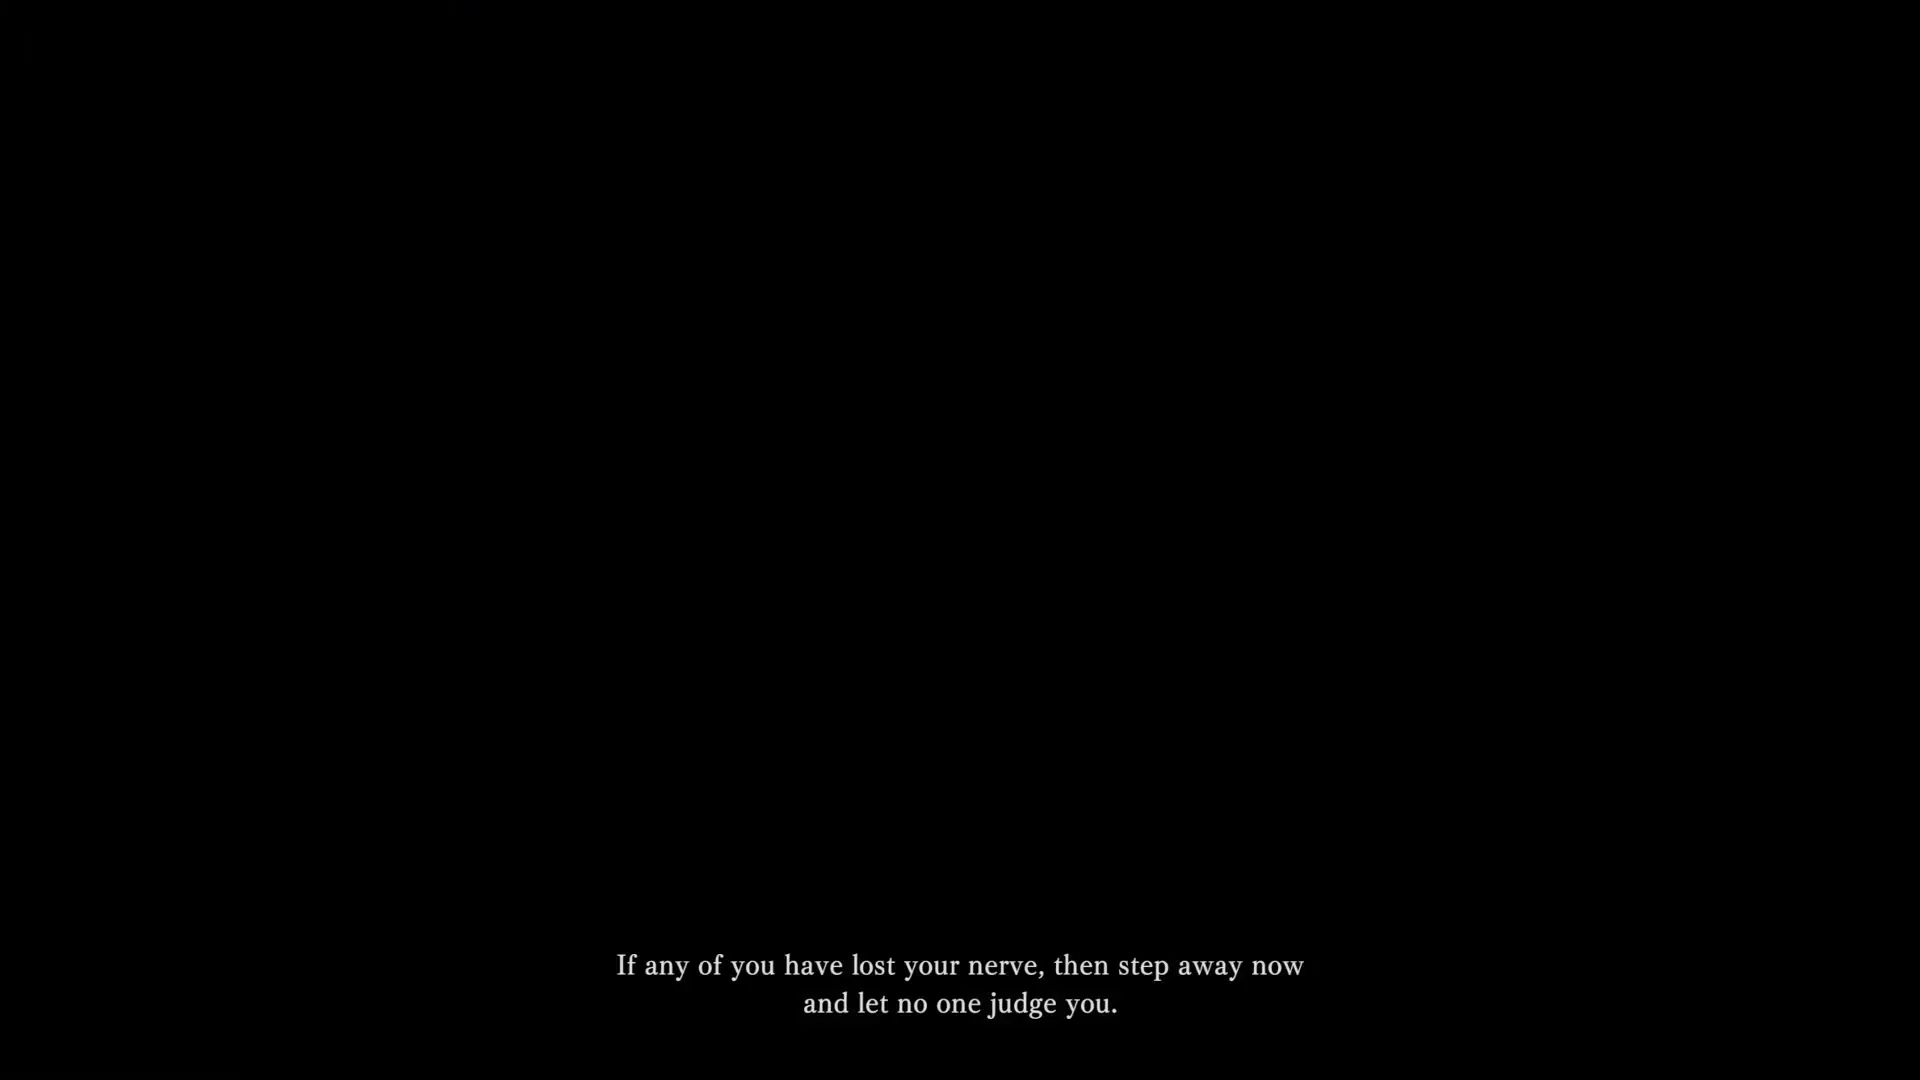 If any of you have lost your nerve, then step away now
and let no one judge you.